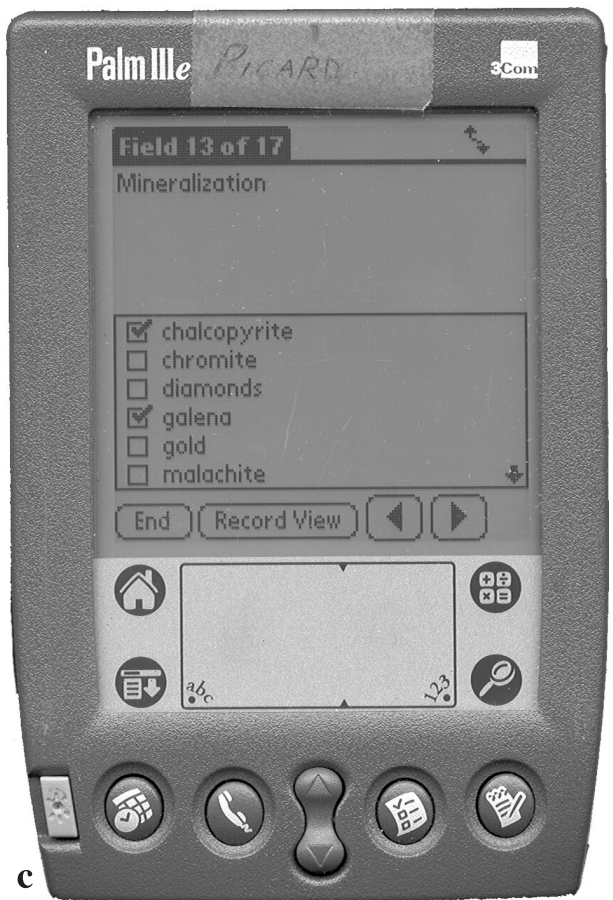 Palm IIIe
PICARD
3Com
Field 13 of 17
Mineralization
chalcopyrite
chromite
diamonds
galena
gold
malachite
End
Record View
abc
123
c